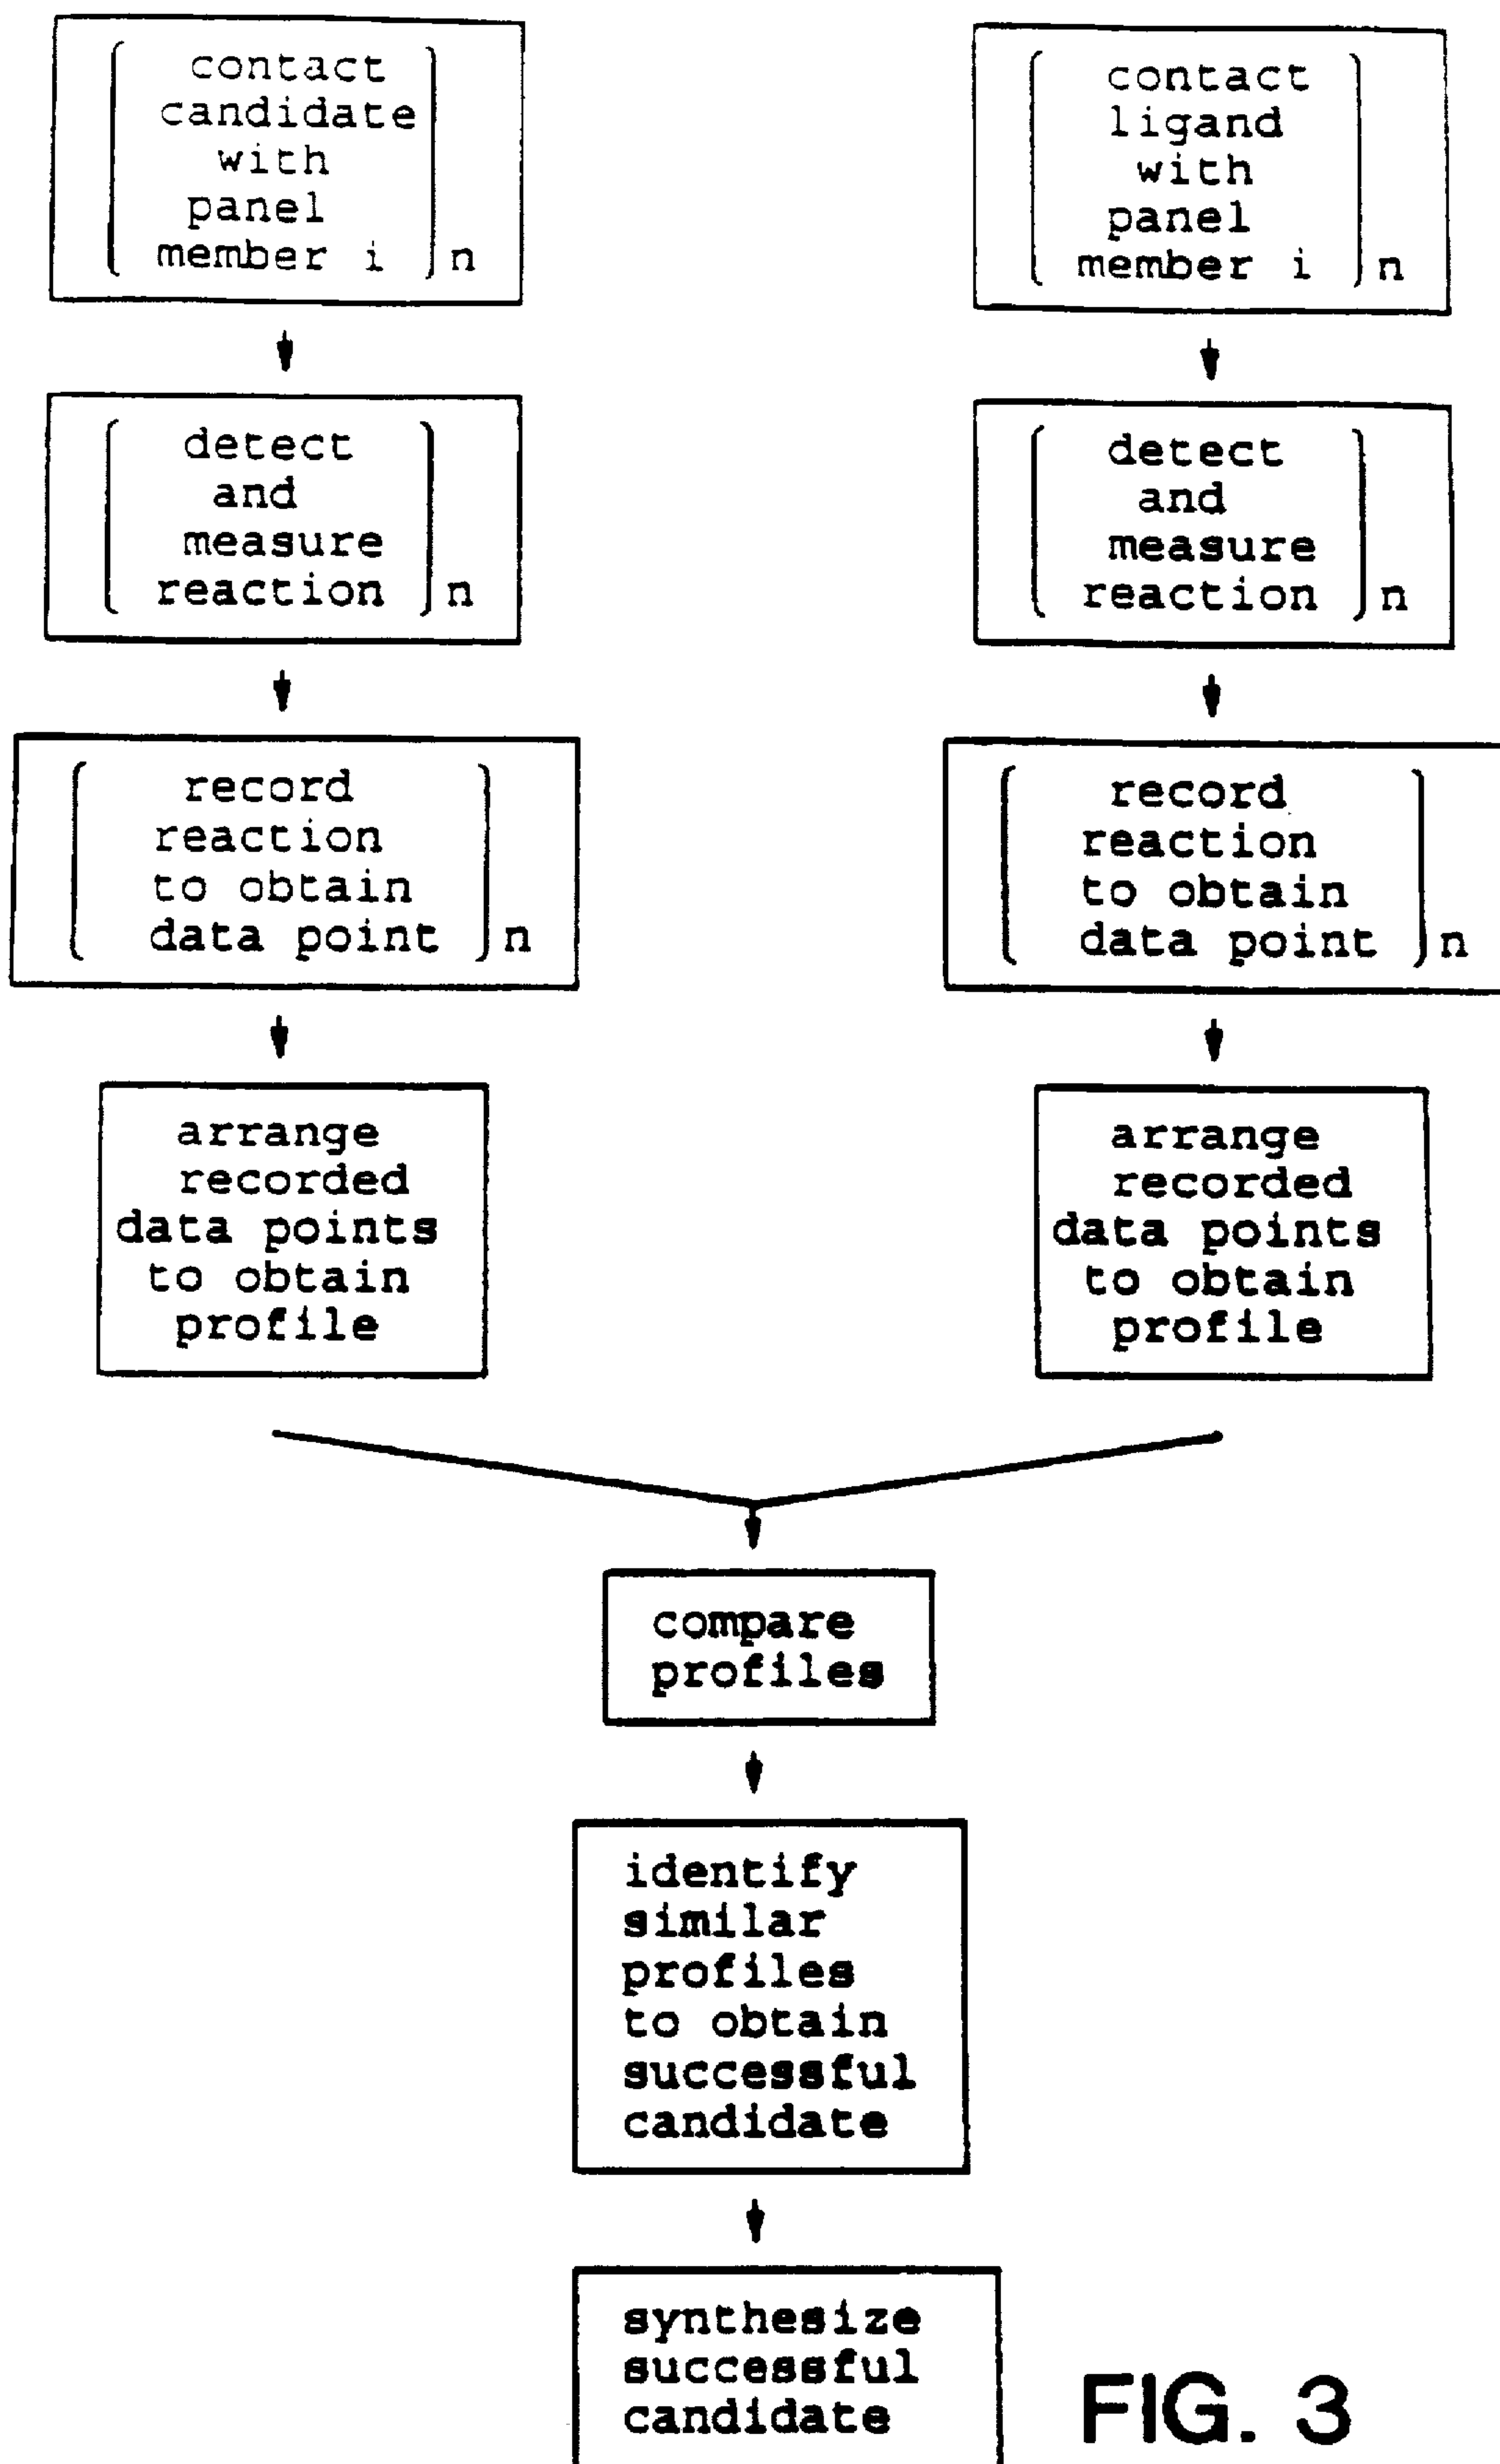 contact
candidate
with
panel
member i n
detect
and
measure
reaction n
record
reaction
to obtain
data point n
arrange
recorded
data points
to obtain
profile
contact
ligand
with
panel
member i n
detect
and
measure
reaction n
record
reaction
to obtain
data point n
arrange
recorded
data points
to obtain
profile
compare
profiles
identify
similar
profiles
to obtain
successful
candidate
synthesize
successful
candidate
FIG. 3